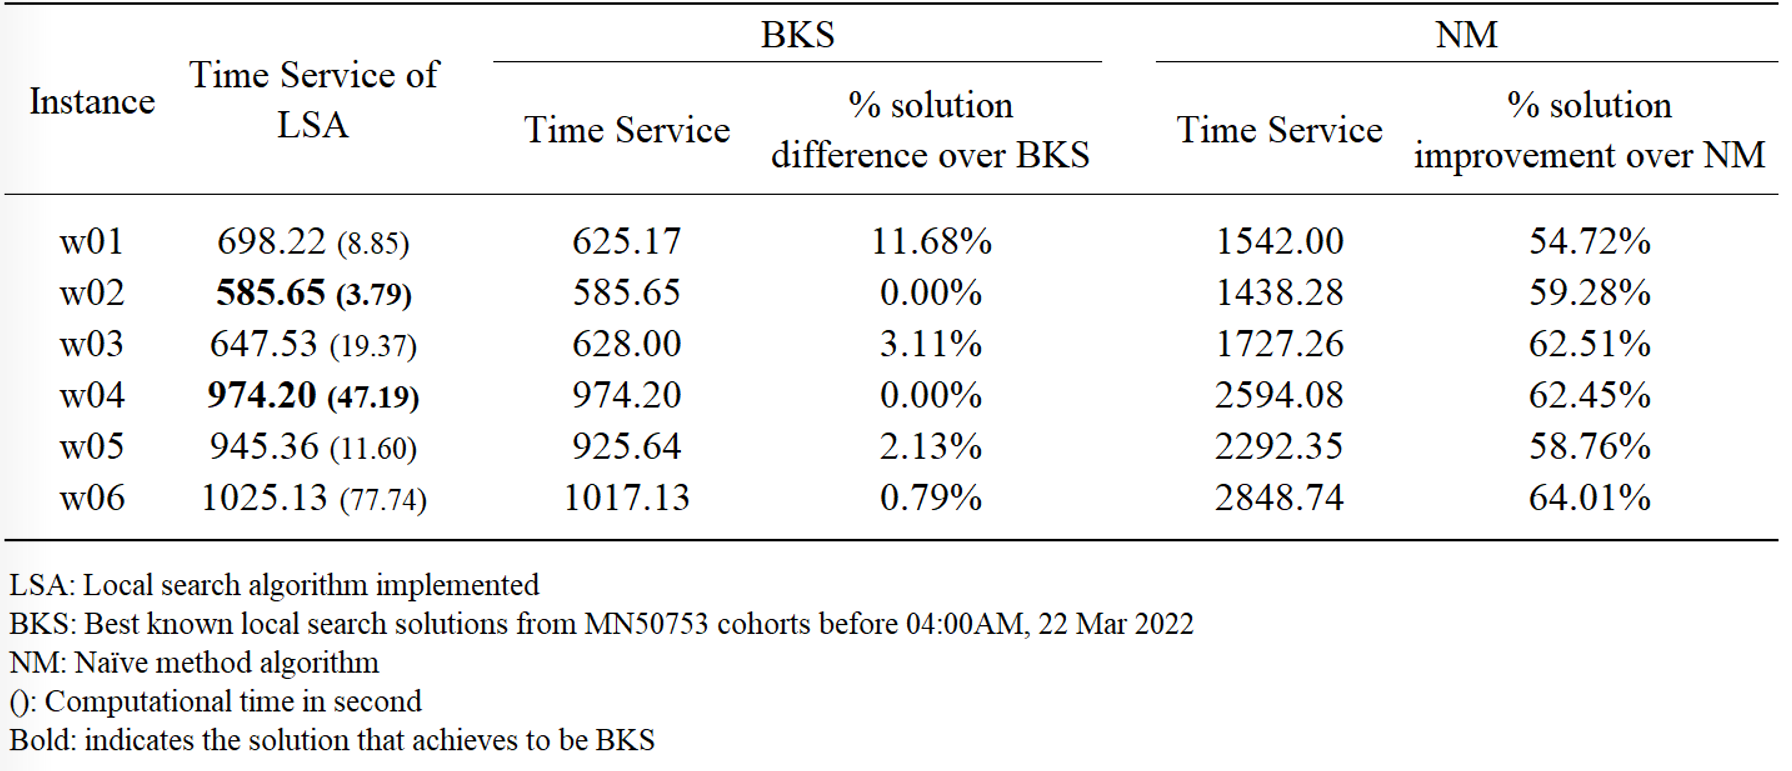 BKS NM
Instance Time Service of LSA Time Service % solution difference over BKS Time Service % solution improvement over NM
w01 698.22 (8.85) 625.17 11.68% 1542.00 54.72%
w02 585.65 (3.79) 585.65 0.00% 1438.28 59.28%
w03 647.53 (19.37) 628.00 3.11% 1727.26 62.51%
w04 974.20 (47.19) 974.20 0.00% 2594.08 62.45%
w05 945.36 (11.60) 925.64 2.13% 2292.35 58.76%
w06 1025.13 (77.74) 1017.13 0.79% 2848.74 64.01%
LSA: Local search algorithm implemented
BKS: Best known local search solutions from MN50753 cohorts before 04:00AM, 22 Mar 2022
NM: Naïve method algorithm
(): Computational time in second
Bold: indicates the solution that achieves to be BKS